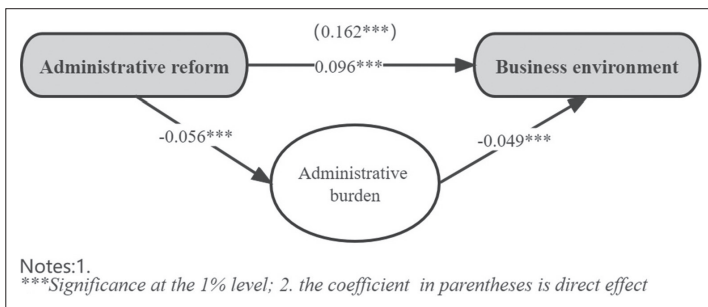 (0.162***)
Administrative reform
0.096***
Business environment
-0.056***
-0.049***
Administrative
burden
Notes:1.
***Significance at the 1% level; 2. the coefficient in parentheses is direct effect